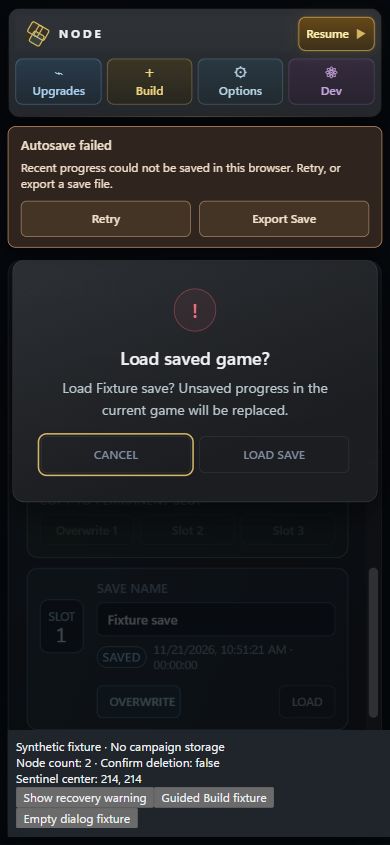 NODE
Resume
Upgrades
Build
Options
Dev
Autosave failed
Recent progress could not be saved in this browser. Retry, or
export a save file.
Retry
Export Save
!
Load saved game?
Load Fixture save? Unsaved progress in the
current game will be replaced.
CANCEL
LOAD SAVE
Overwrite 1
Slot 2
Slot 3
SAVE NAME
SLOT
1
Fixture save
SAVED
11/21/2026, 10:51:21 AM ·
00:00:00
OVERWRITE
LOAD
Synthetic fixture · No campaign storage
Node count: 2 · Confirm deletion: false
Sentinel center: 214, 214
Show recovery warning
Guided Build fixture
Empty dialog fixture